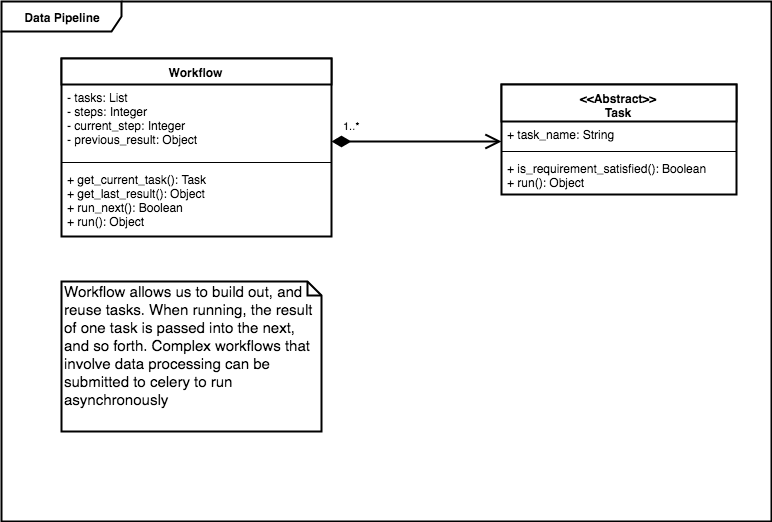 Data Pipeline
Workflow
- tasks: List
- steps: Integer
- current_step: Integer
- previous_result: Object
+ get_current_task(): Task
+ get_last_result(): Object
+ run_next(): Boolean
+ run(): Object
1..*
<<Abstract>>
Task
+ task_name: String
+ is_requirement_satisfied(): Boolean
+ run(): Object
Workflow allows us to build out, and
reuse tasks. When running, the result
of one task is passed into the next,
and so forth. Complex workflows that
involve data processing can be
submitted to celery to run
asynchronously